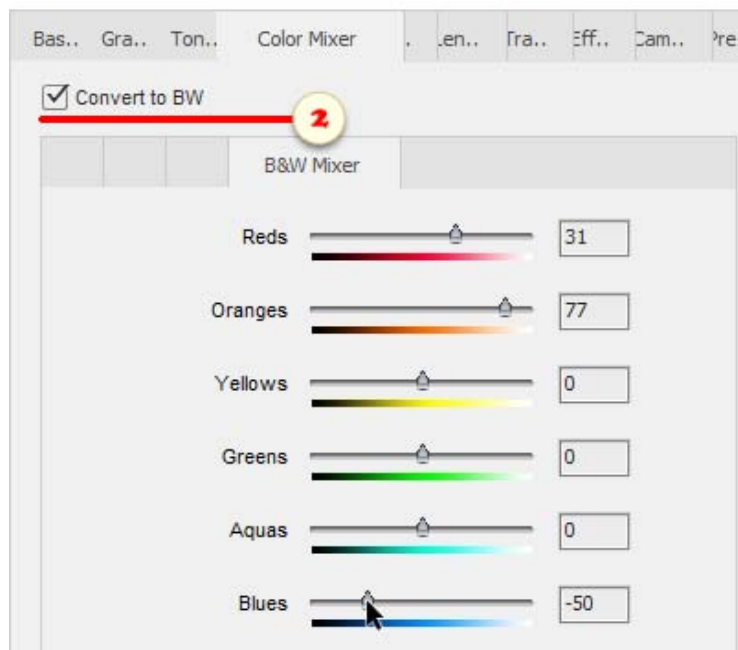 Bas.. Gra.. Ton.. Color Mixer . .en.. Tra.. Eff.. Cam.. Pre
Convert to BW
2
B&W Mixer
Reds 31
Oranges 77
Yellows 0
Greens 0
Aquas 0
Blues -50